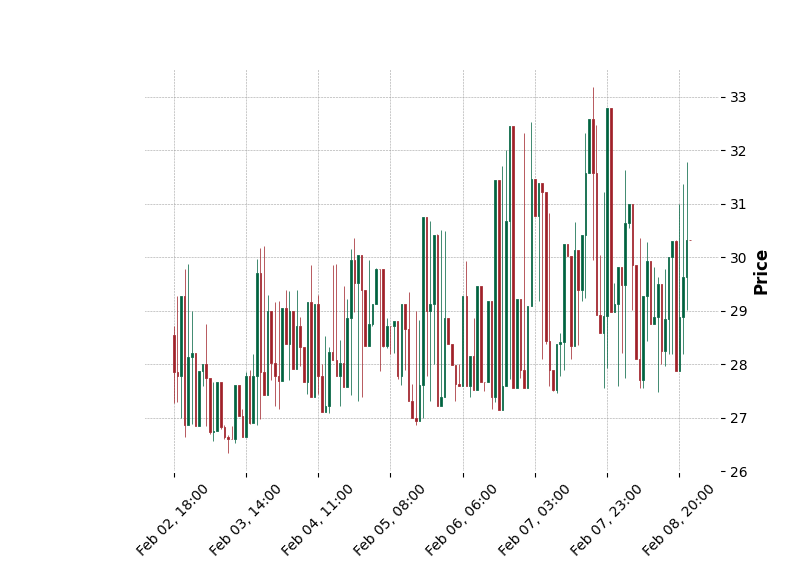 33
32
31
30
29
28
27
26
Price
Feb 02, 18:00
Feb 03, 14:00
Feb 04, 11:00
Feb 05, 08:00
Feb 06, 06:00
Feb 07, 03:00
Feb 07, 23:00
Feb 08, 20:00